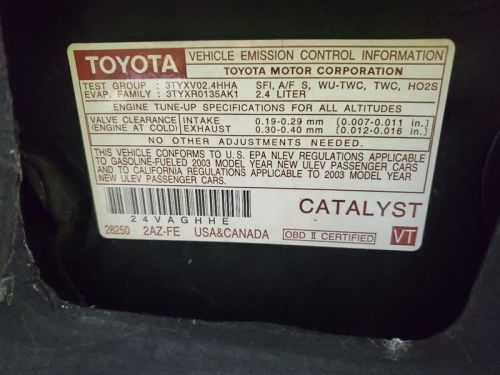 TOYOTA VEHICLE EMISSION CONTROL INFORMATION
TOYOTA MOTOR CORPORATION
TEST GROUP : 3TYXV02.4HHA SFI, A/F S, WU-TWC, TWC, HO2S
EVAP. FAMILY : 3TYXR0135AK1 2.4 LITER
ENGINE TUNE-UP SPECIFICATIONS FOR ALL ALTITUDES
VALVE CLEARANCE INTAKE 0.19-0.29 mm [0.007-0.011 in.]
(ENGINE AT COLD) EXHAUST 0.30-0.40 mm [0.012-0.016 in.]
NO OTHER ADJUSTMENTS NEEDED.
THIS VEHICLE CONFORMS TO U.S. EPA NLEV REGULATIONS APPLICABLE
TO GASOLINE-FUELED 2003 MODEL YEAR NEW ULEV PASSENGER CARS
AND TO CALIFORNIA REGULATIONS APPLICABLE TO 2003 MODEL YEAR
NEW ULEV PASSENGER CARS.
24VAGHHE
CATALYST
28250 2AZ-FE USA&CANADA OBD II CERTIFIED VT